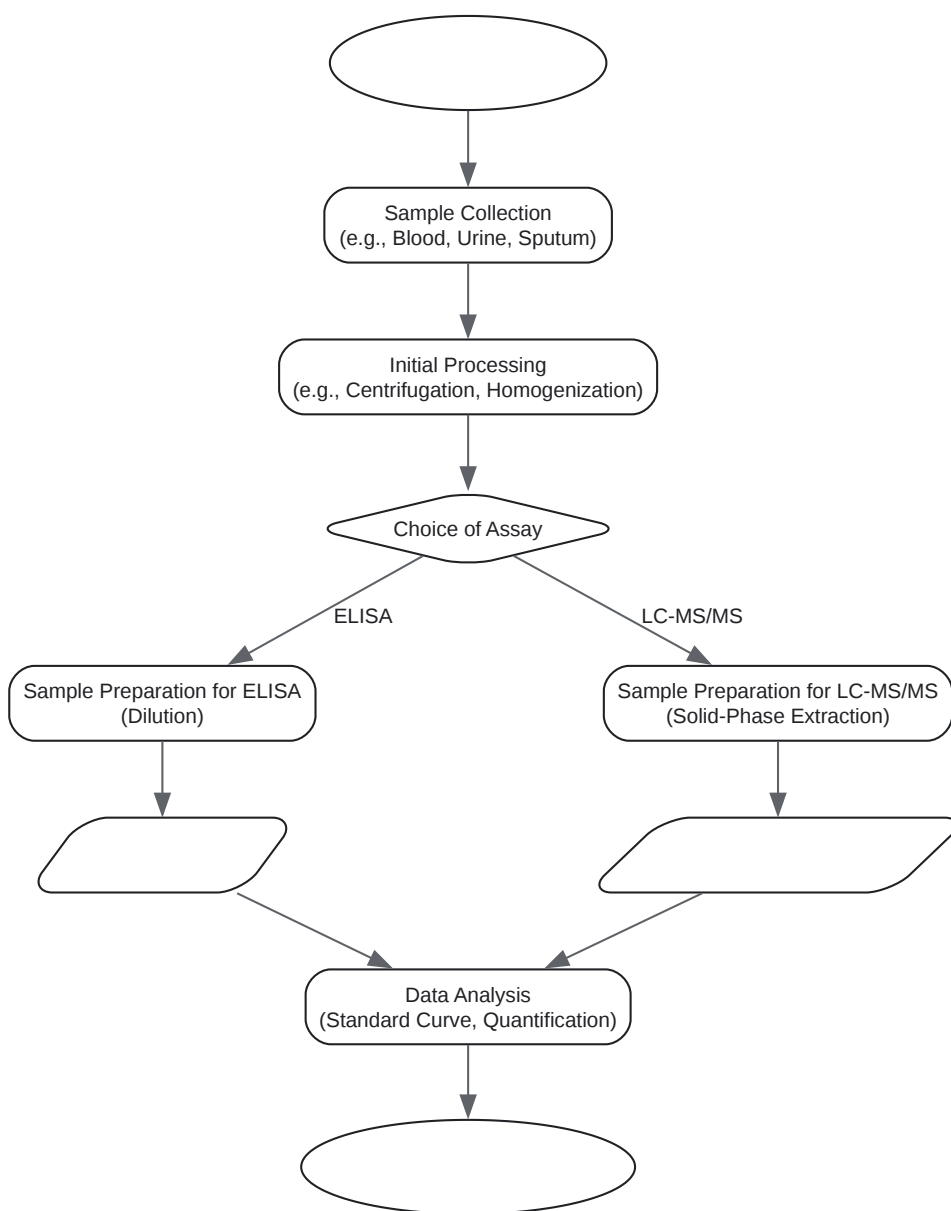 Sample Collection
(e.g., Blood, Urine, Sputum)
Initial Processing
(e.g., Centrifugation, Homogenization)
Choice of Assay
ELISA
LC-MS/MS
Sample Preparation for ELISA
(Dilution)
Sample Preparation for LC-MS/MS
(Solid-Phase Extraction)
Data Analysis
(Standard Curve, Quantification)